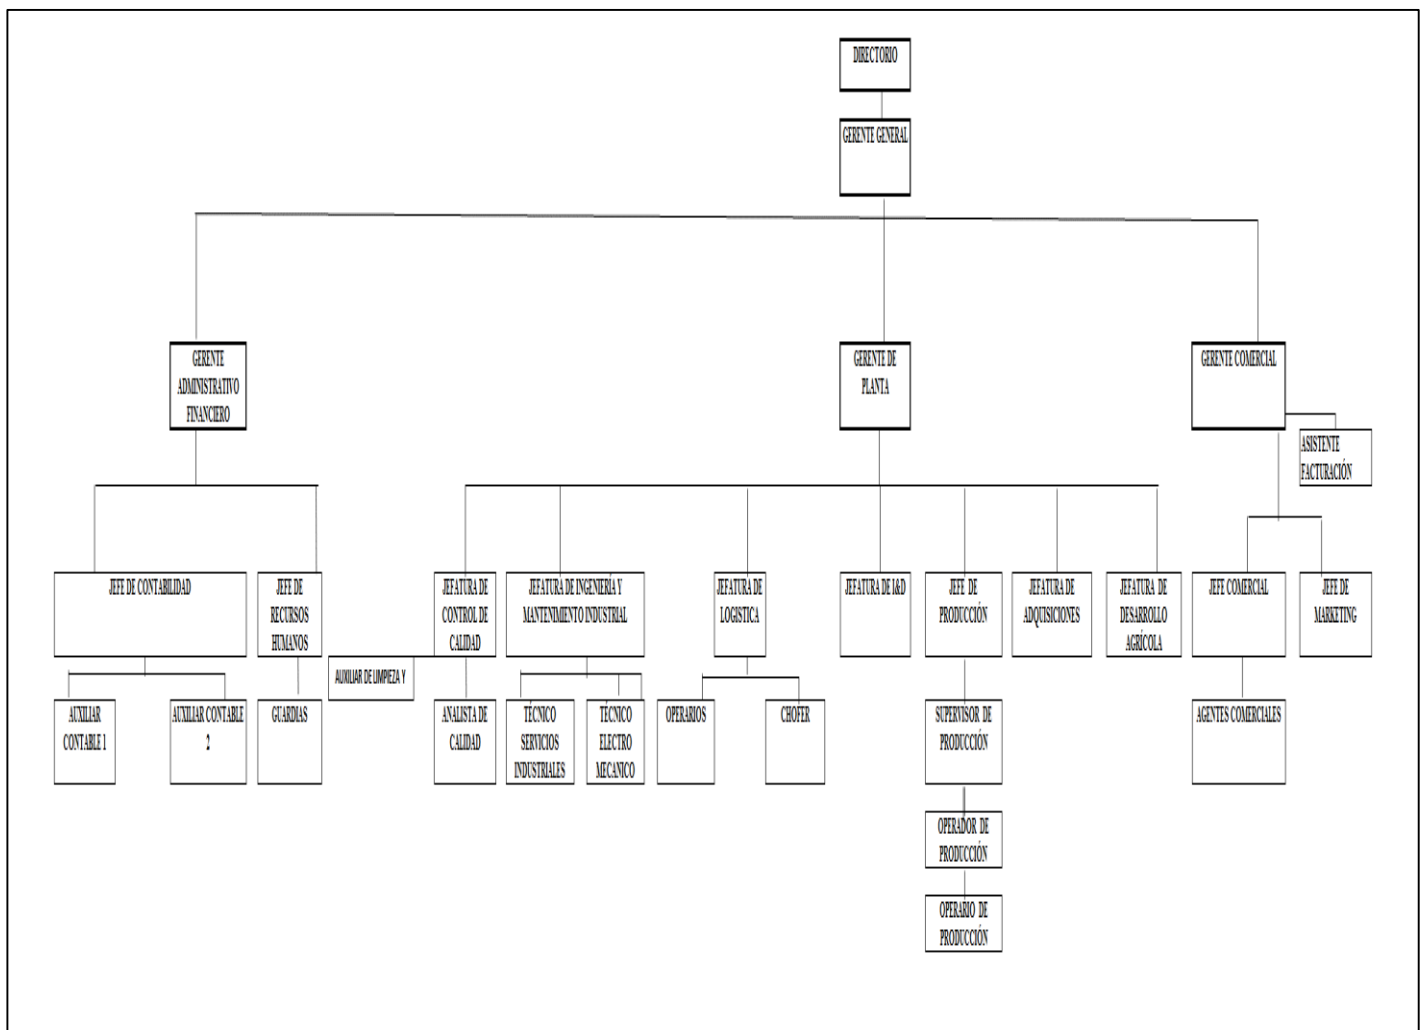 DIRECTORIO
GERENTE GENERAL
GERENTE
ADMINISTRATIVO
FINANCIERO
GERENTE DE
PLANTA
GERENTE COMERCIAL
ASISTENTE
FACTURACIÓN
JEFE DE CONTABILIDAD
JEFE DE
RECURSOS
HUMANOS
JEFATURA DE
CONTROL DE
CALIDAD
JEFATURA DE INGENIERÍA Y
MANTENIMIENTO INDUSTRIAL
JEFATURA DE
LOGISTICA
JEFATURA DE I&D
JEFE DE
PRODUCCIÓN
JEFATURA DE
ADQUISICIONES
JEFATURA DE
DESARROLLO
AGRÍCOLA
JEFE COMERCIAL
JEFE DE
MARKETING
AUXILIAR DE LIMPIEZA Y
AUXILIAR
CONTABLE 1
AUXILIAR CONTABLE
2
GUARDIAS
ANALISTA DE
CALIDAD
TÉCNICO
SERVICIOS
INDUSTRIALES
TÉCNICO
ELECTRO
MECANICO
OPERARIOS
CHOFER
SUPERVISOR DE
PRODUCCIÓN
AGENTES COMERCIALES
OPERADOR DE
PRODUCCIÓN
OPERARIO DE
PRODUCCIÓN